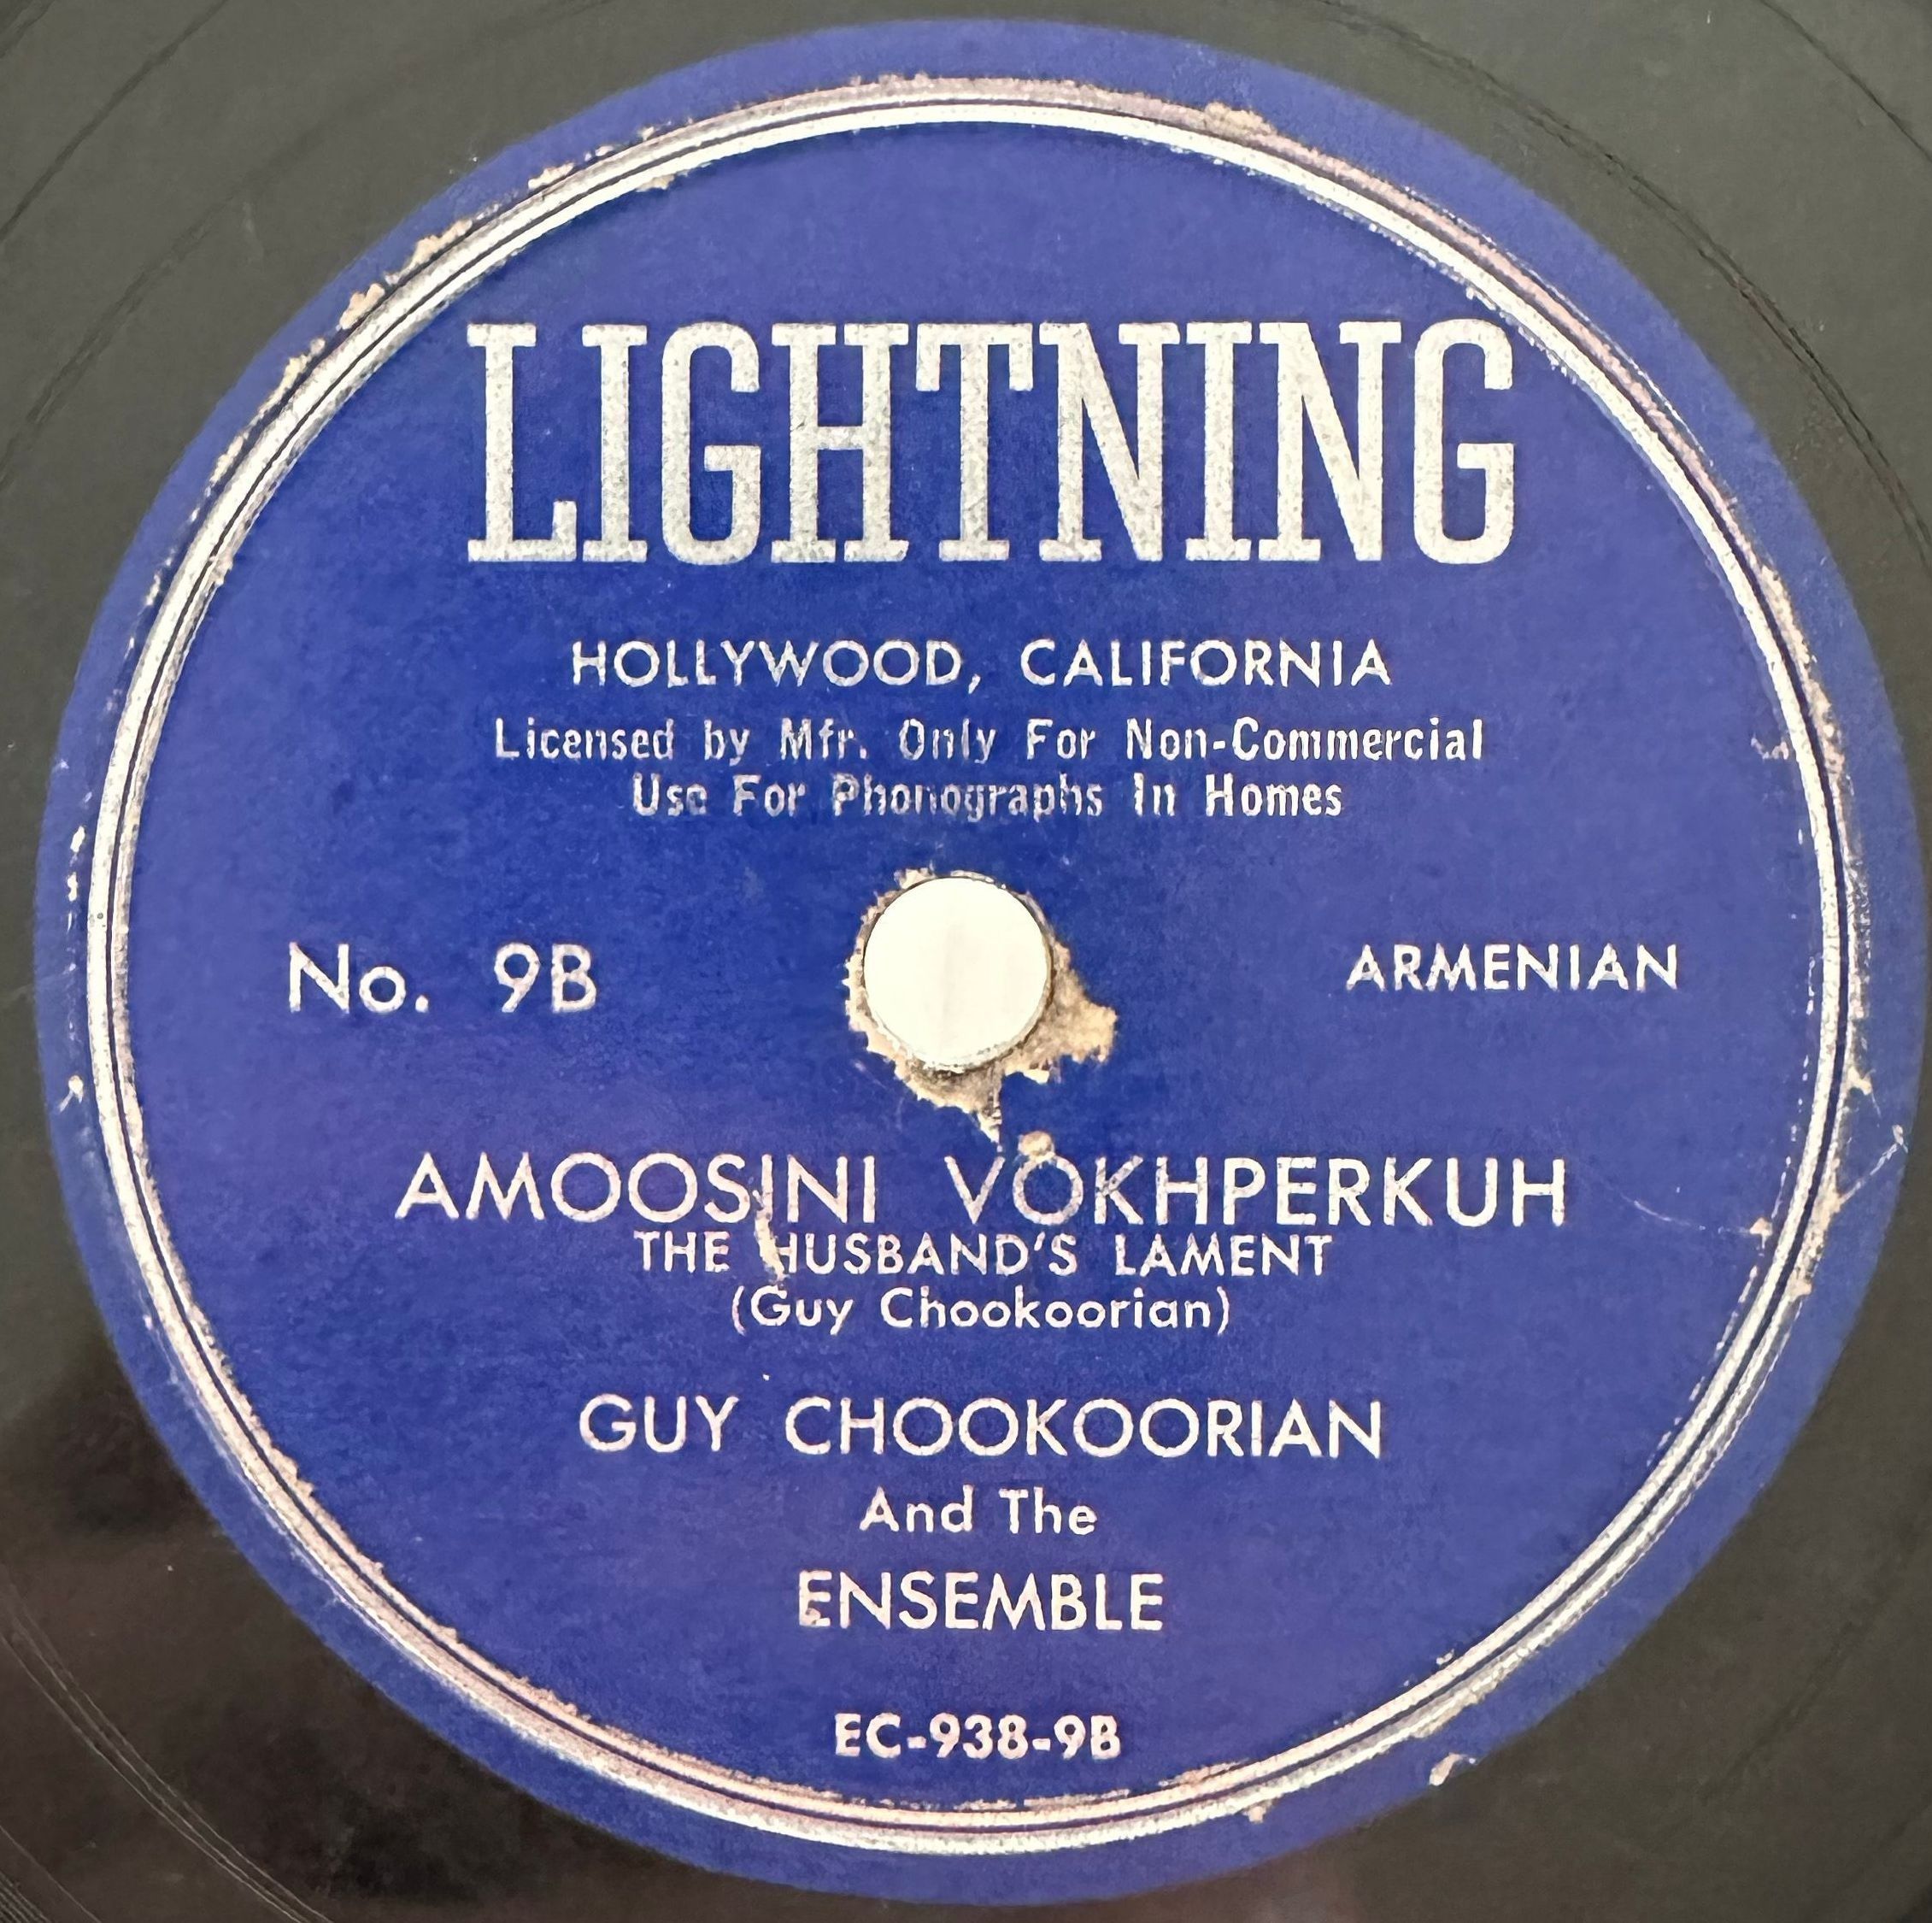 LIGHTNING
HOLLYWOOD, CALIFORNIA
Licensed by Mfr. Only For Non-Commercial
Use For Phonographs In Homes
No. 9B
ARMENIAN
AMOOSINI VOKHPERKUH
THE HUSBAND'S LAMENT
(Guy Chookoorian)
GUY CHOOKOORIAN
And The
ENSEMBLE
EC-938-9B